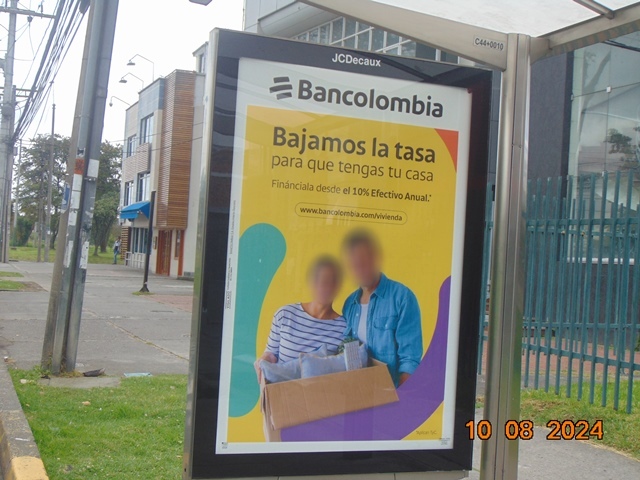 C44+0010
JCDecaux
Bancolombia
Bajamos la tasa
para que tengas tu casa
Fináncíala desde el 10% Efectivo Anual.*
www.bancolombia.com/vivienda
10 08 2024